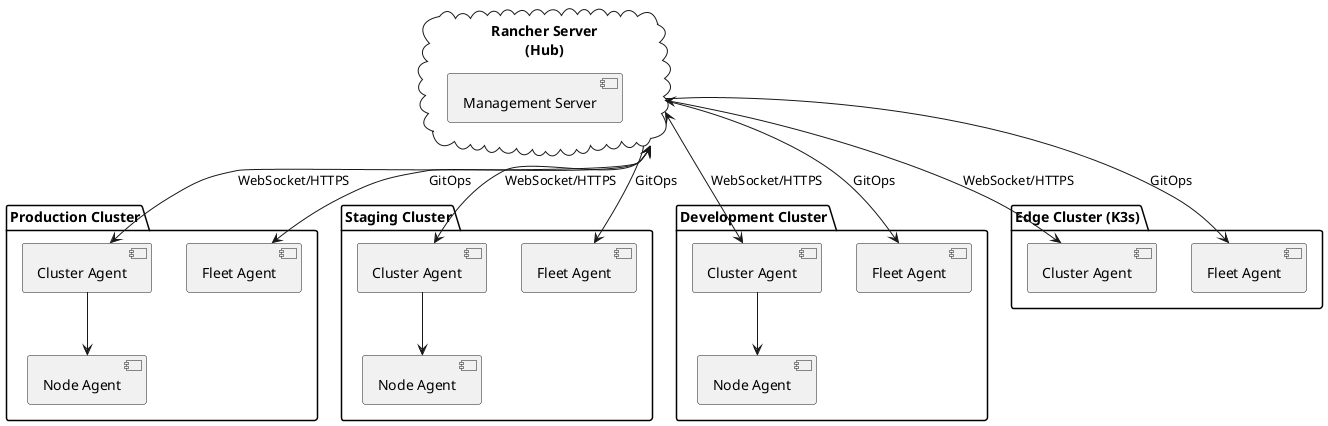 Rancher Server
(Hub)
Management Server
WebSocket/HTTPS
GitOps
WebSocket/HTTPS
GitOps
WebSocket/HTTPS
GitOps
WebSocket/HTTPS
GitOps
Production Cluster
Cluster Agent
Fleet Agent
Node Agent
Staging Cluster
Cluster Agent
Fleet Agent
Node Agent
Development Cluster
Cluster Agent
Fleet Agent
Node Agent
Edge Cluster (K3s)
Cluster Agent
Fleet Agent